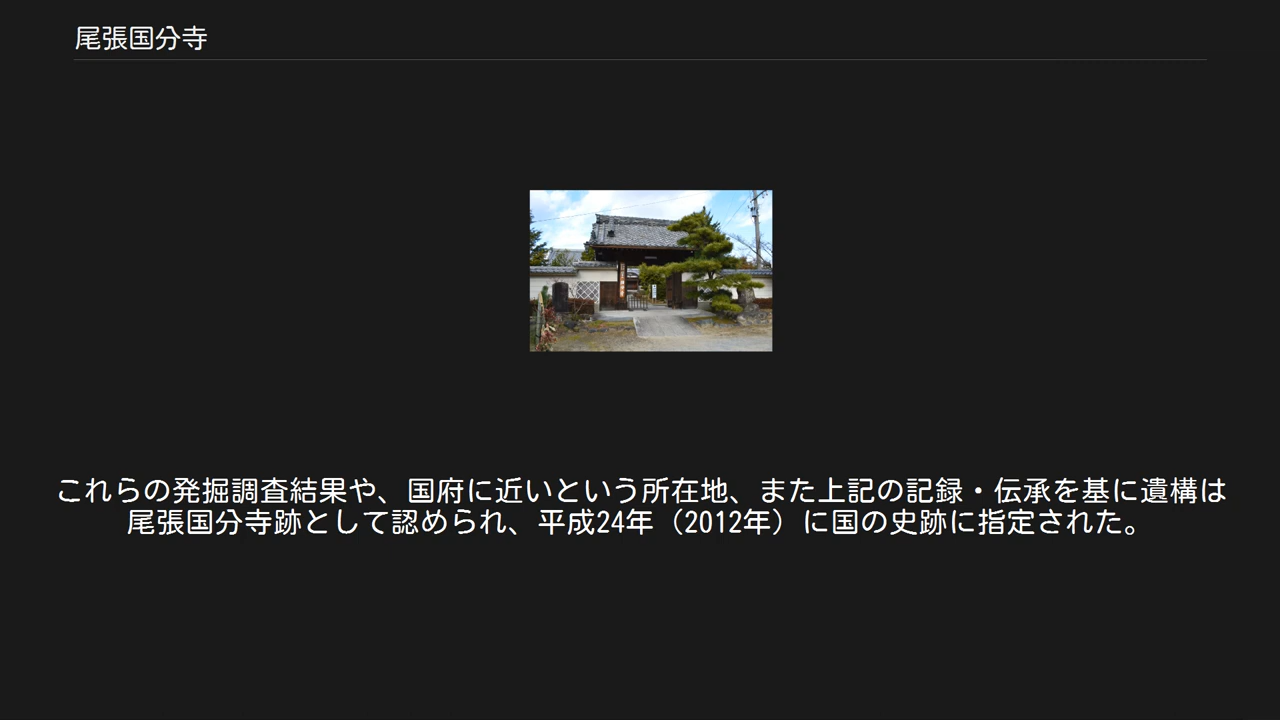 尾張国分寺
これらの発掘調査結果や、国府に近いという所在地、また上記の記録・伝承を基に遺構は
尾張国分寺跡として認められ、平成24年（2012年）に国の史跡に指定された。